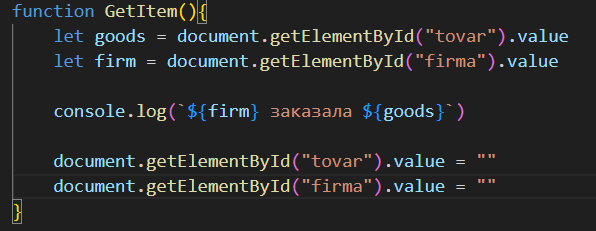 function GetItem(){
    let goods = document.getElementById("tovar").value
    let firm = document.getElementById("firma").value
    console.log(`${firm} заказала ${goods}`)
    document.getElementById("tovar").value = ""
    document.getElementById("firma").value = ""
}